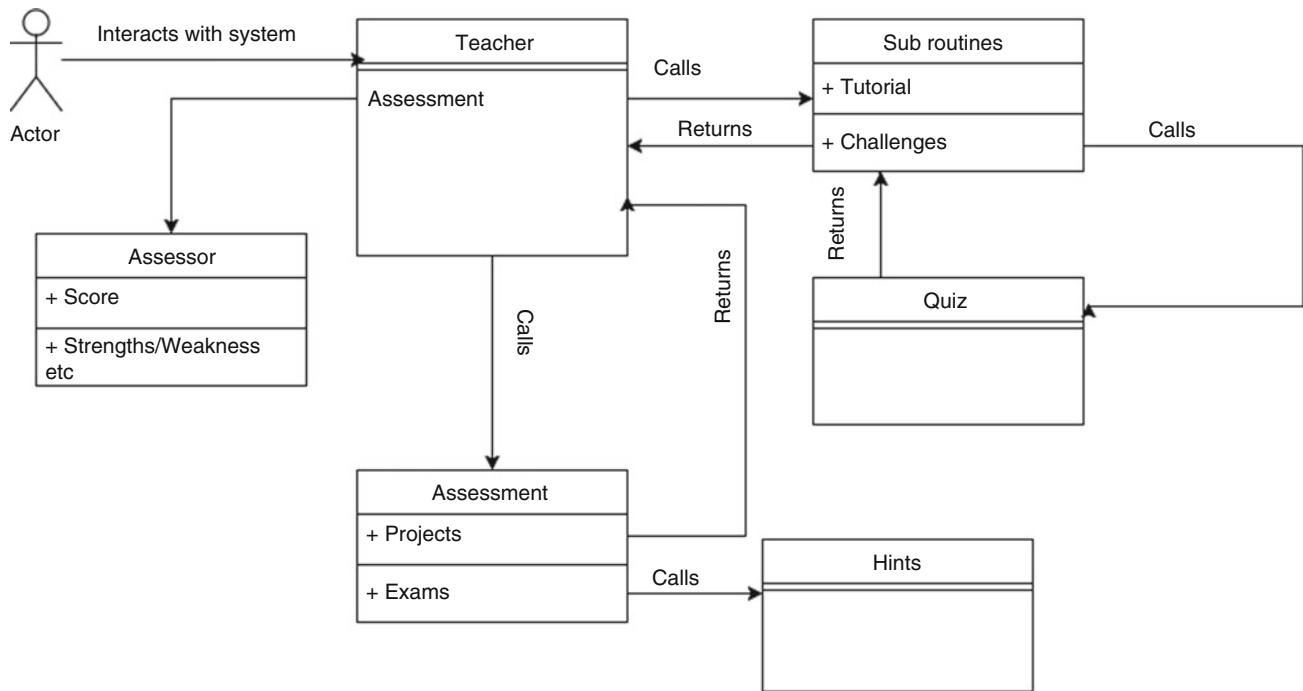 Interacts with system
Actor
Teacher
Assessment
Calls
Returns
Sub routines
+ Tutorial
+ Challenges
Calls
Returns
Quiz
Assessor
+ Score
+ Strengths/Weakness
etc
Calls
Returns
Assessment
+ Projects
+ Exams
Calls
Hints